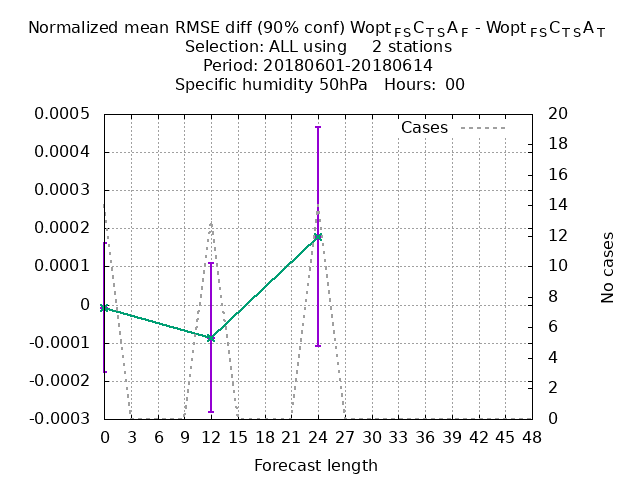 Normalized mean RMSE diff (90% conf) Wopt FS C TS A F - Wopt FS C TS A T
Selection: ALL using 2 stations
Period: 20180601-20180614
Specific humidity 50hPa Hours: 00
Cases
0.0005
0.0004
0.0003
0.0002
0.0001
0
-0.0001
-0.0002
-0.0003
20
18
16
14
12
10
8
6
4
2
0
No cases
0 3 6 9 12 15 18 21 24 27 30 33 36 39 42 45 48
Forecast length